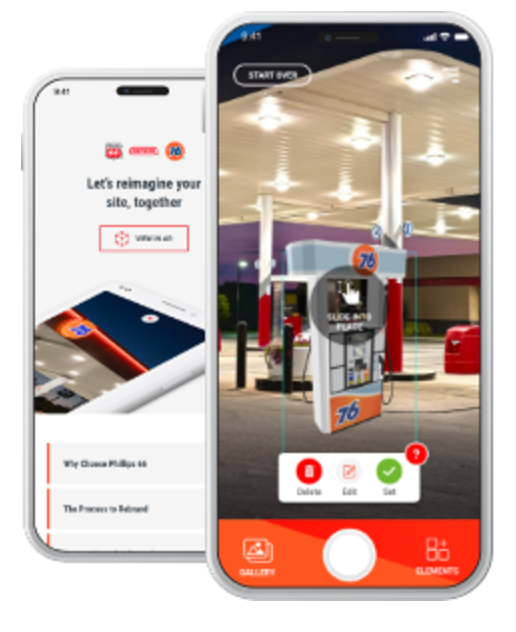 9:41
Let's reimagine your
site, together
VIEW IN AR
76
Why Choose Phillips 66
The Process to Rebrand
9:41
START OVER
76
SLIDE INTO
PLACE
76
?
Delete Edit Set
GALLERY ELEMENTS